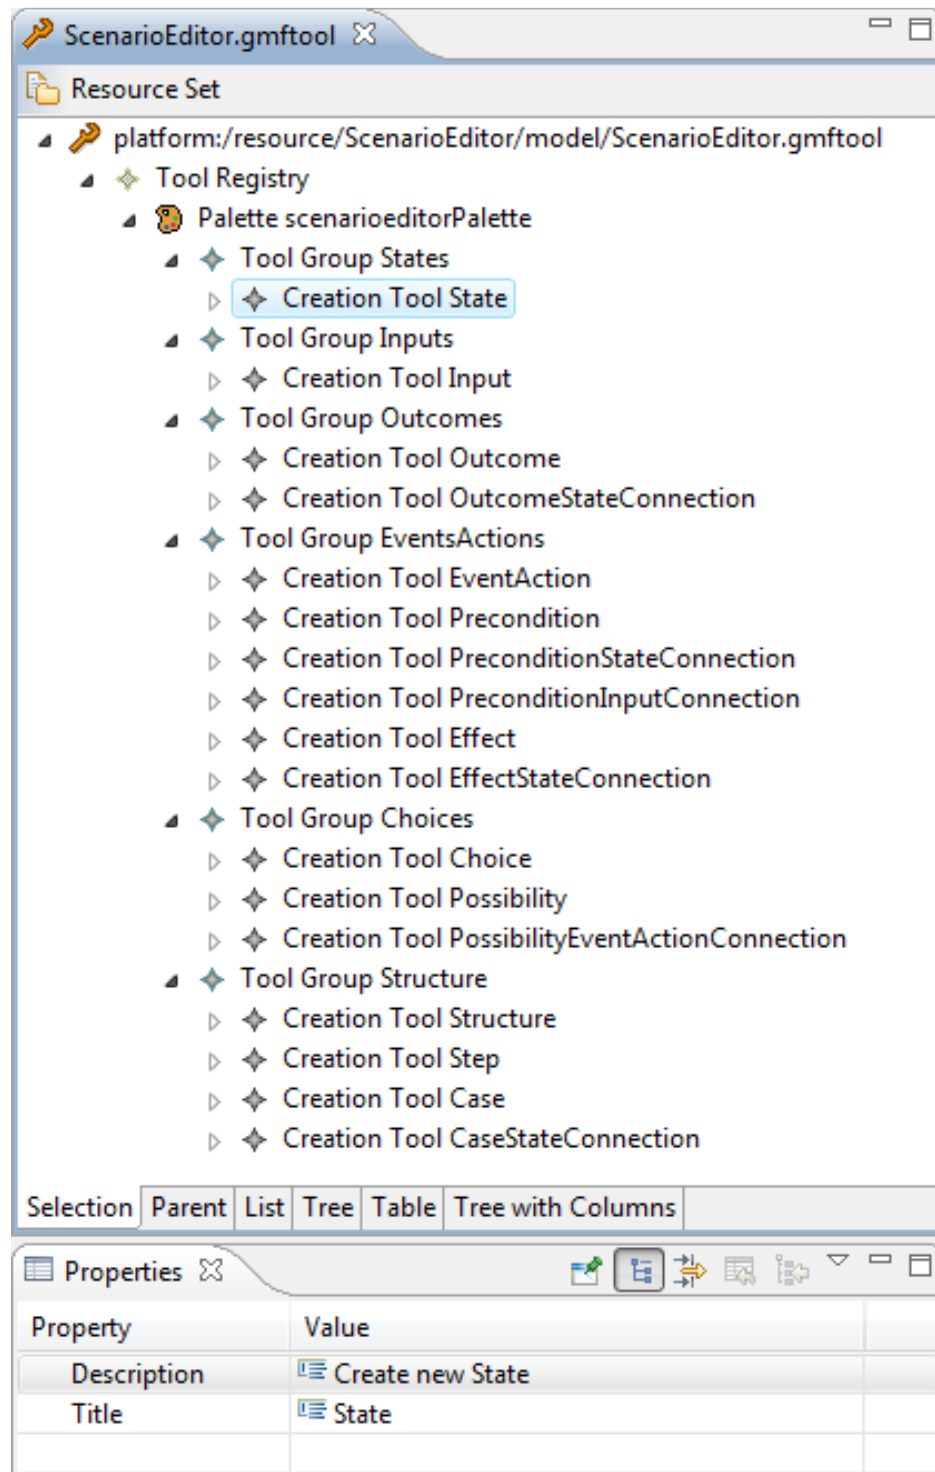 ScenarioEditor.gmftool
Resource Set
platform:/resource/ScenarioEditor/model/ScenarioEditor.gmftool
Tool Registry
Palette scenarioeditorPalette
Tool Group States
Creation Tool State
Tool Group Inputs
Creation Tool Input
Tool Group Outcomes
Creation Tool Outcome
Creation Tool OutcomeStateConnection
Tool Group EventsActions
Creation Tool EventAction
Creation Tool Precondition
Creation Tool PreconditionStateConnection
Creation Tool PreconditionInputConnection
Creation Tool Effect
Creation Tool EffectStateConnection
Tool Group Choices
Creation Tool Choice
Creation Tool Possibility
Creation Tool PossibilityEventActionConnection
Tool Group Structure
Creation Tool Structure
Creation Tool Step
Creation Tool Case
Creation Tool CaseStateConnection
Selection Parent List Tree Table Tree with Columns
Properties
Property Value
Description Create new State
Title State